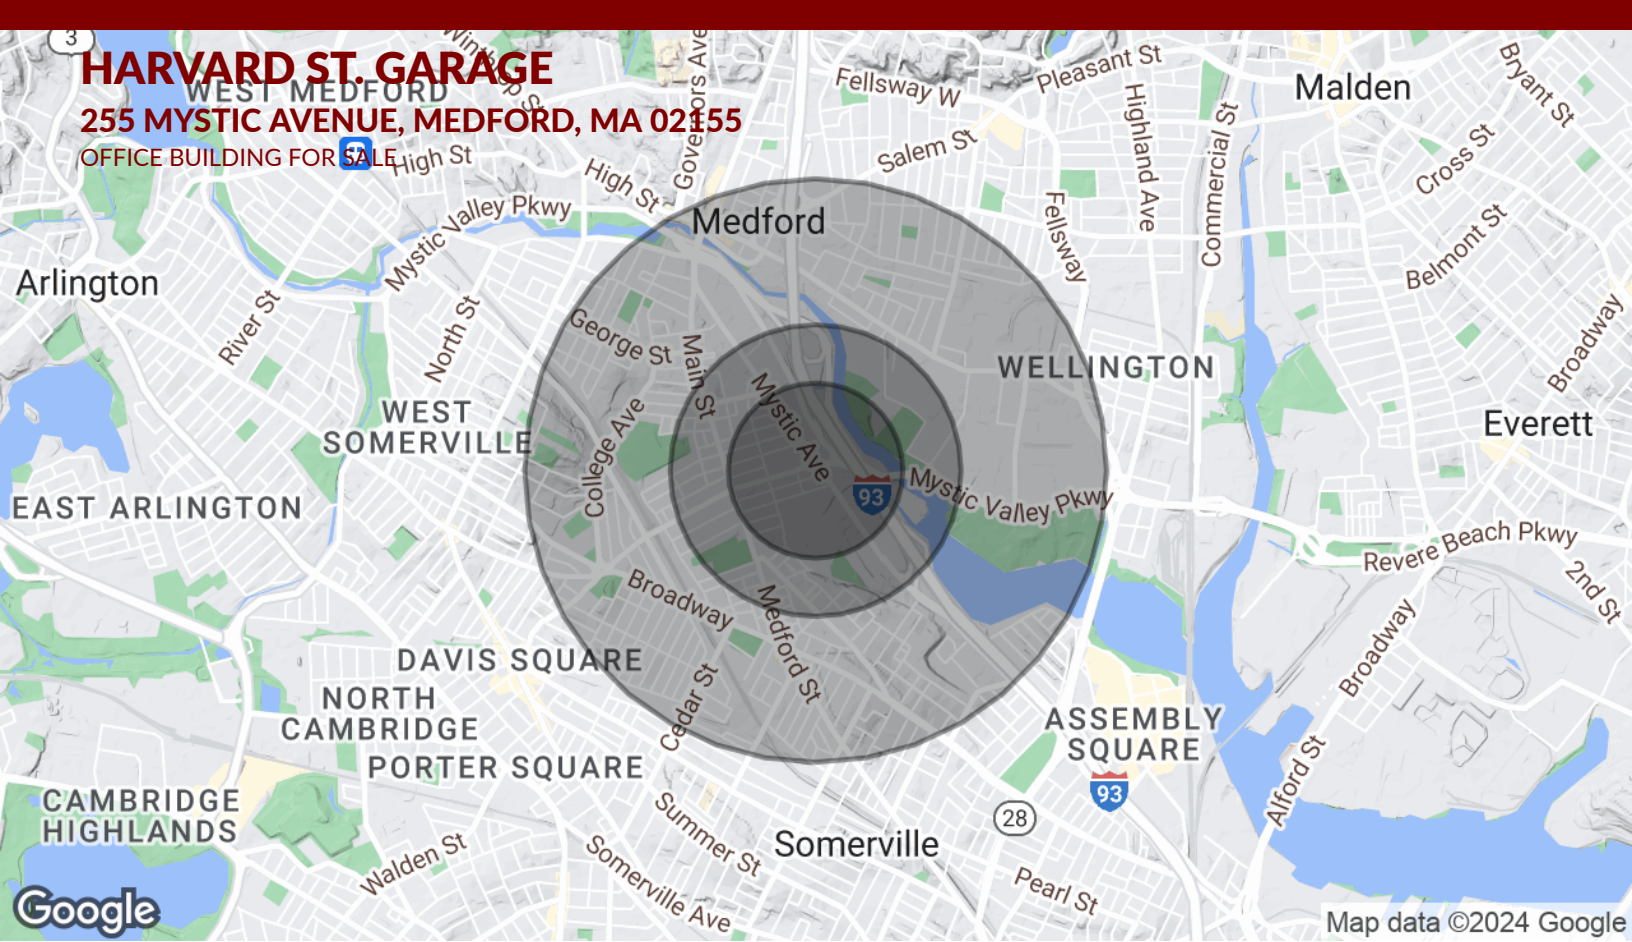 3
HARVARD ST. GARAGE
WEST MEDFORD
255 MYSTIC AVENUE, MEDFORD, MA 02155
OFFICE BUILDING FOR SALE
Winthrop St
Governors Ave
Fellsway W
Pleasant St
Malden
Bryant St
High St
High St
Salem St
Highland Ave
Commercial St
Cross St
Mystic Valley Pkwy
Medford
Fellsway
Belmont St
Arlington
River St
North St
George St
Main St
Mystic Ave
WELLINGTON
Broadway
WEST
SOMERVILLE
College Ave
Everett
EAST ARLINGTON
93
Mystic Valley Pkwy
Revere Beach Pkwy
2nd St
Broadway
Medford St
Broadway
DAVIS SQUARE
NORTH
CAMBRIDGE
Cedar St
ASSEMBLY
SQUARE
PORTER SQUARE
93
Alford St
CAMBRIDGE
HIGHLANDS
Walden St
Summer St
Somerville
28
Somerville Ave
Pearl St
Google
Map data ©2024 Google